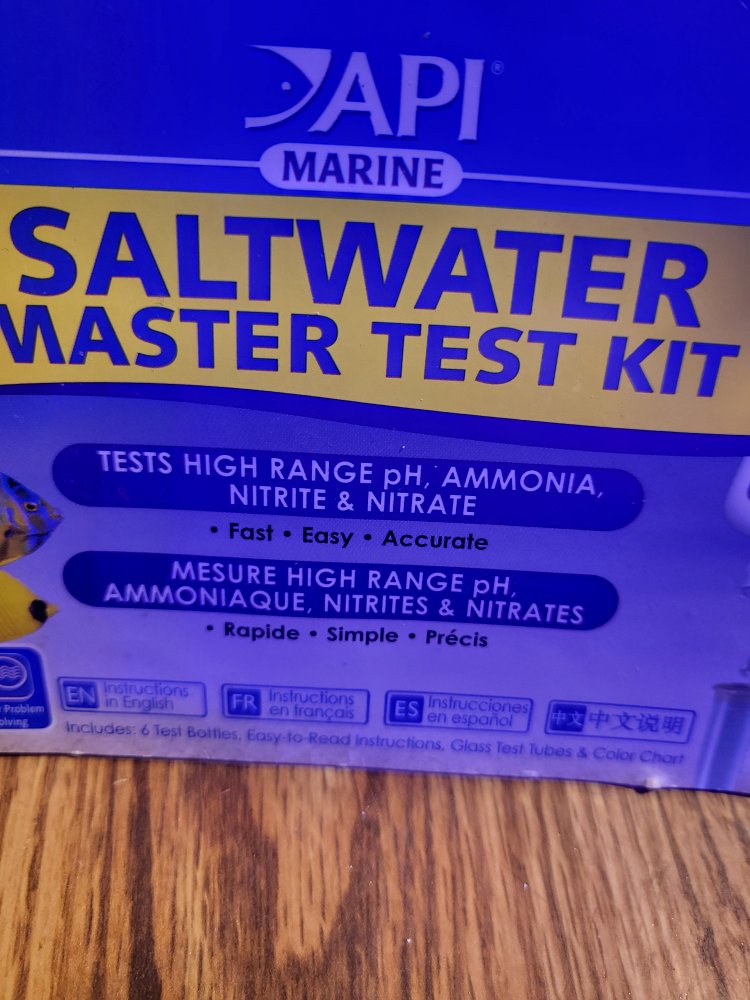 API®
MARINE
SALTWATER
MASTER TEST KIT
TESTS HIGH RANGE pH, AMMONIA,
NITRITE & NITRATE
• Fast • Easy • Accurate
MESURE HIGH RANGE pH,
AMMONIAQUE, NITRITES & NITRATES
• Rapide • Simple • Précis
Problem
EN Instructions
in English
FR Instructions
en français
ES Instrucciones
en español
中文 中文说明
Includes: 6 Test Bottles, Easy-to-Read Instructions, Glass Test Tubes & Color Chart